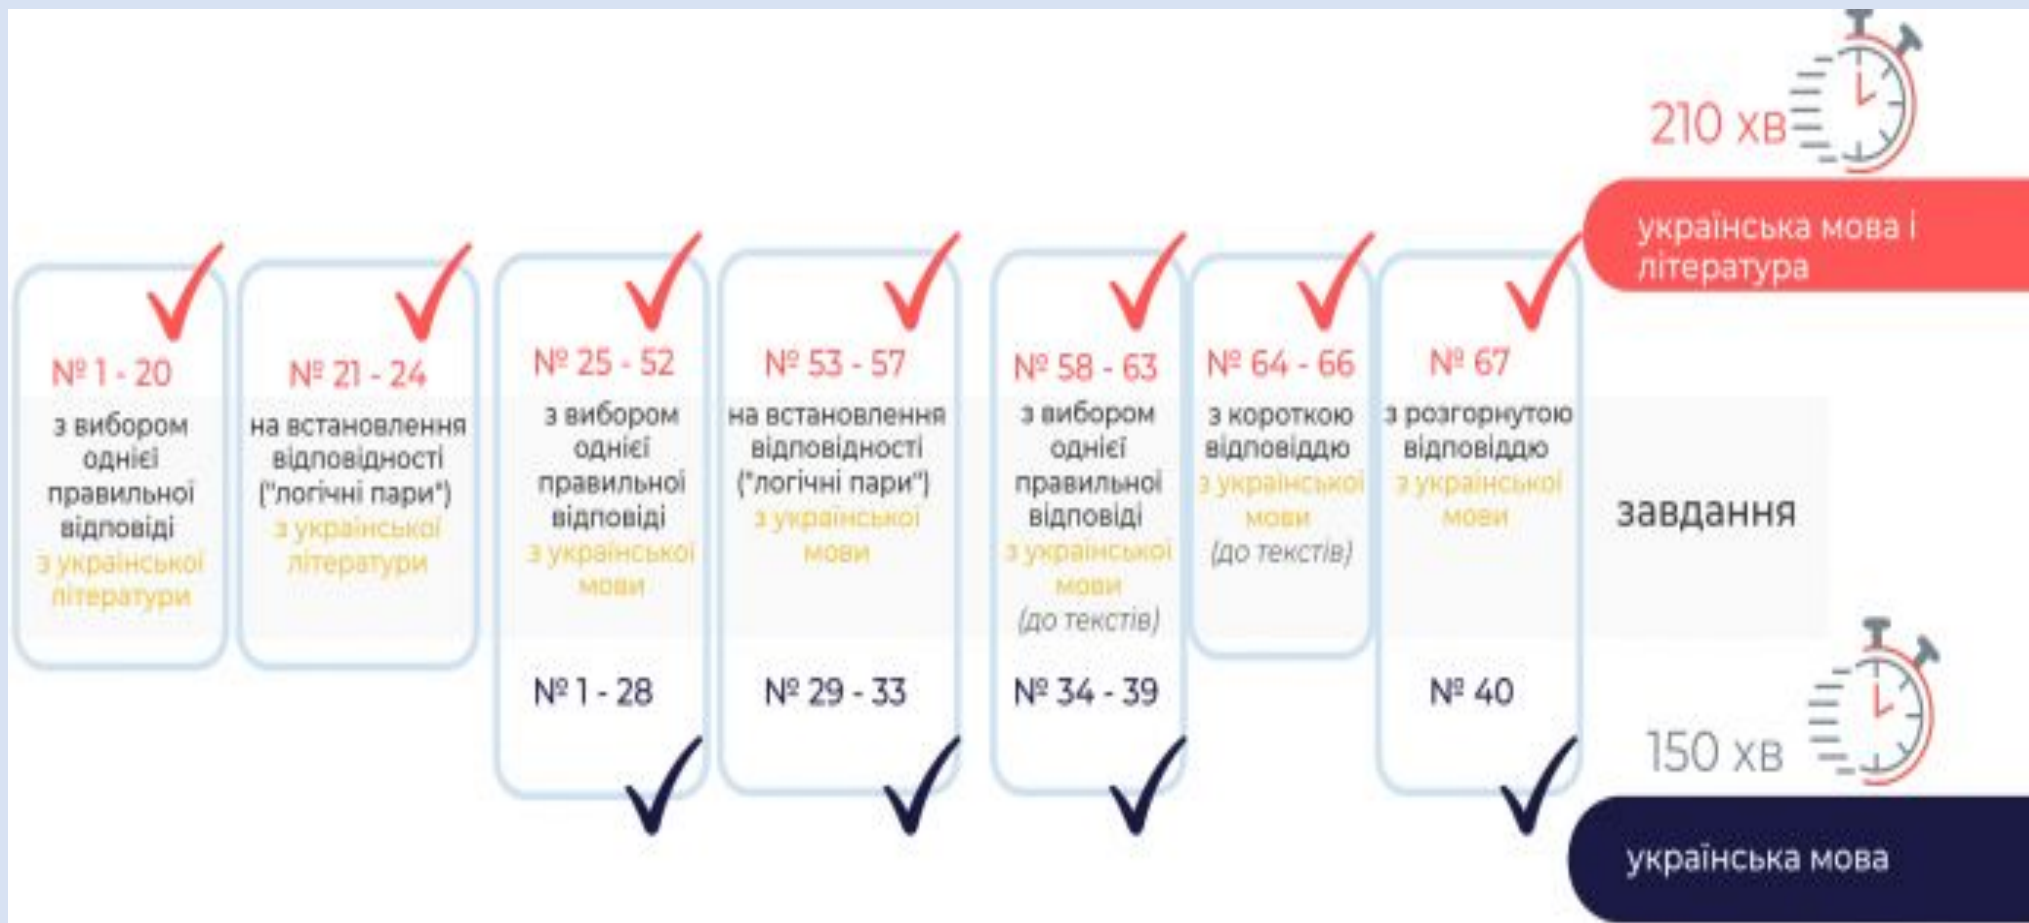 210 хв
українська мова і
література
№ 1 - 20
з вибором
однієї
правильної
відповіді
з української
літератури
№ 21 - 24
на встановлення
відповідності
("логічні пари")
з української
літератури
№ 25 - 52
з вибором
однієї
правильної
відповіді
з української
мови
№ 1 - 28
№ 53 - 57
на встановлення
відповідності
("логічні пари")
з української
мови
№ 29 - 33
№ 58 - 63
з вибором
однієї
правильної
відповіді
з української
мови
(до текстів)
№ 34 - 39
№ 64 - 66
з короткою
відповіддю
з української
мови
(до текстів)
№ 67
з розгорнутою
відповіддю
з української
мови
№ 40
завдання
150 хв
українська мова